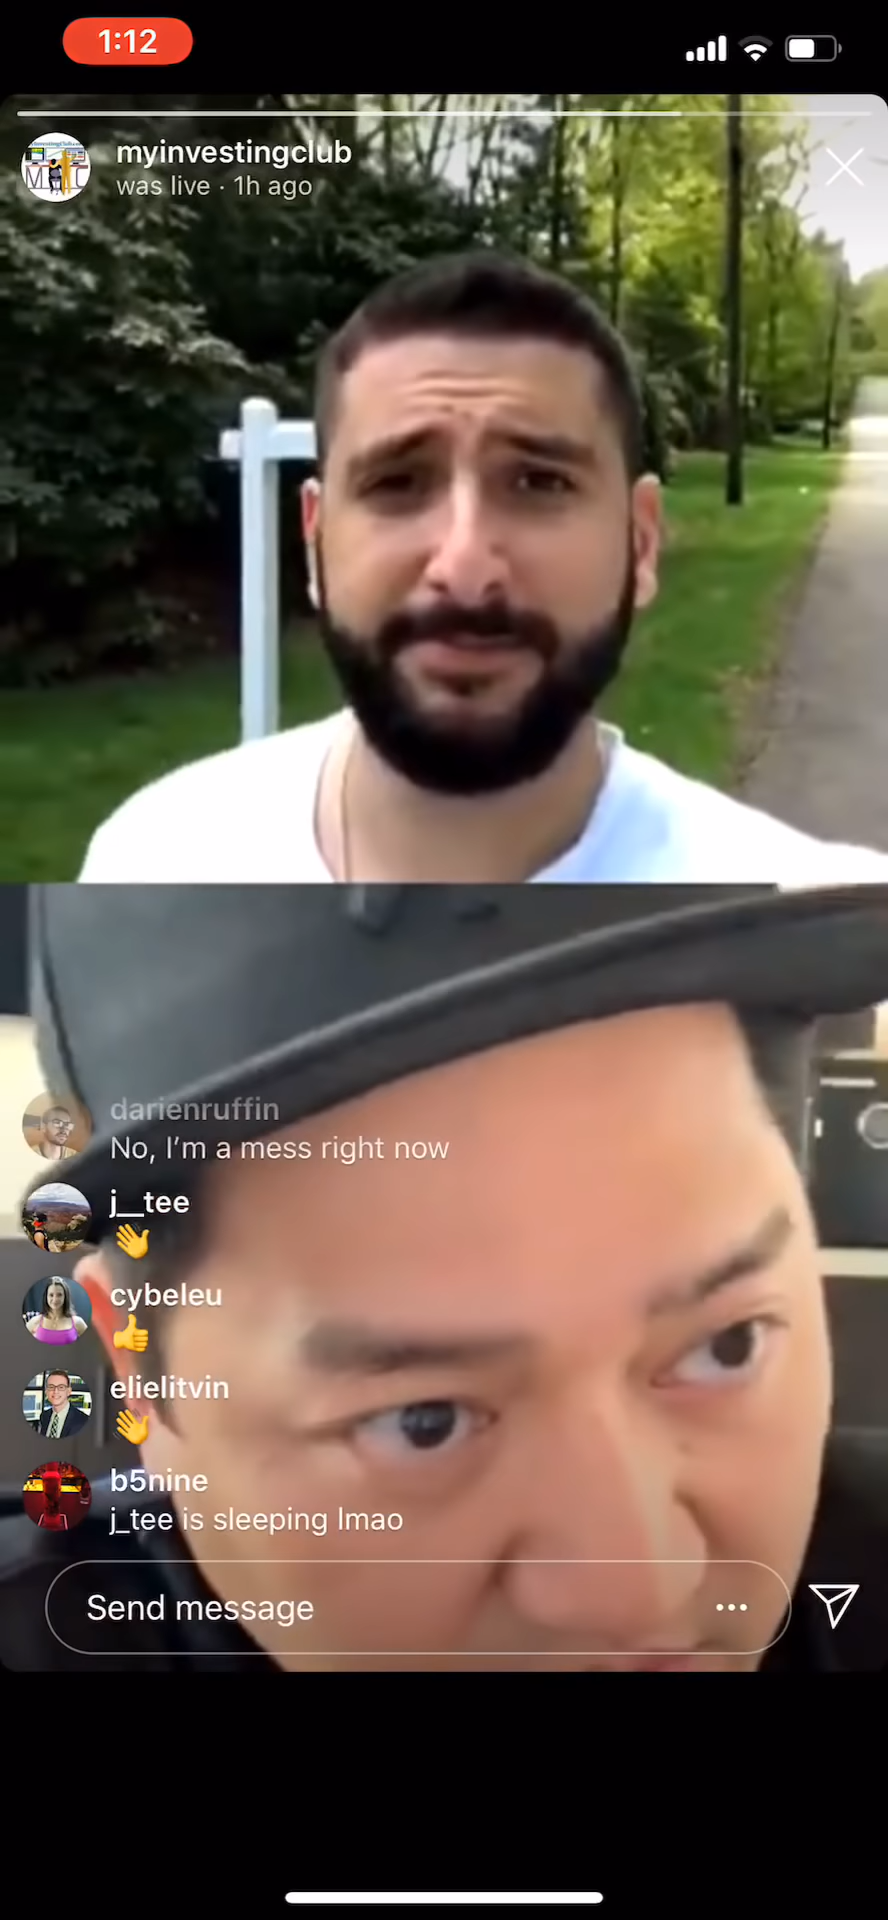 1:12
myinvestingclub
was live · 1h ago
darienruffin
No, I’m a mess right now
j__tee
👋
cybeleu
👍
elielitvin
👋
b5nine
j_tee is sleeping lmao
Send message